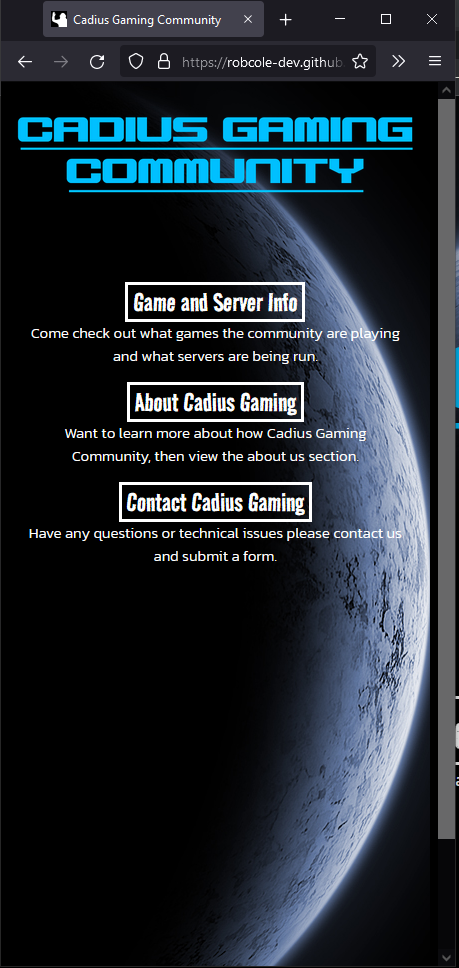 Cadius Gaming Community
https://robcole-dev.github
CADIUS GAMING
COMMUNITY
Game and Server Info
Come check out what games the community are playing
and what servers are being run.
About Cadius Gaming
Want to learn more about how Cadius Gaming
Community, then view the about us section.
Contact Cadius Gaming
Have any questions or technical issues please contact us
and submit a form.